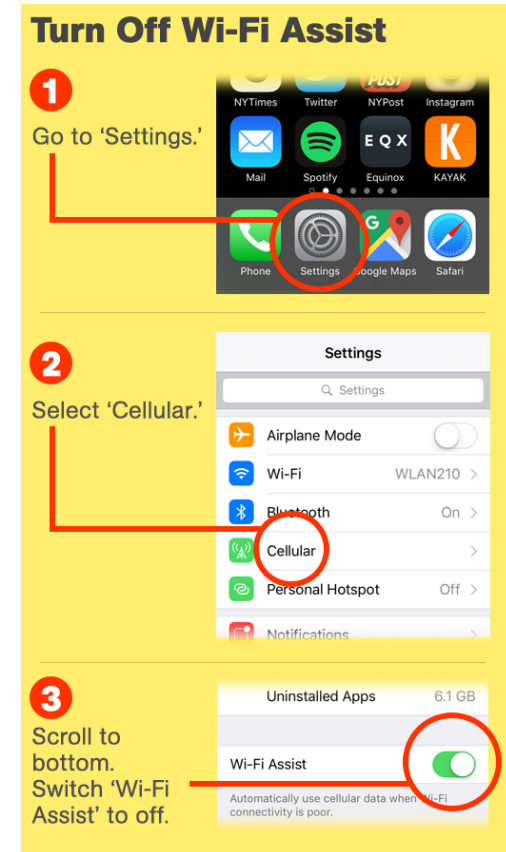 Turn Off Wi-Fi Assist
1
Go to ‘Settings.’
POST
NYTimes Twitter NYPost Instagram
EQX K
Mail Spotify Equinox KAYAK
G
Phone Settings Google Maps Safari
2
Select ‘Cellular.’
Settings
Settings
Airplane Mode
Wi-Fi WLAN210
Bluetooth On
Cellular
Personal Hotspot Off
Notifications
3
Scroll to
bottom.
Switch ‘Wi-Fi
Assist’ to off.
Uninstalled Apps 6.1 GB
Wi-Fi Assist
Automatically use cellular data when Wi-Fi
connectivity is poor.